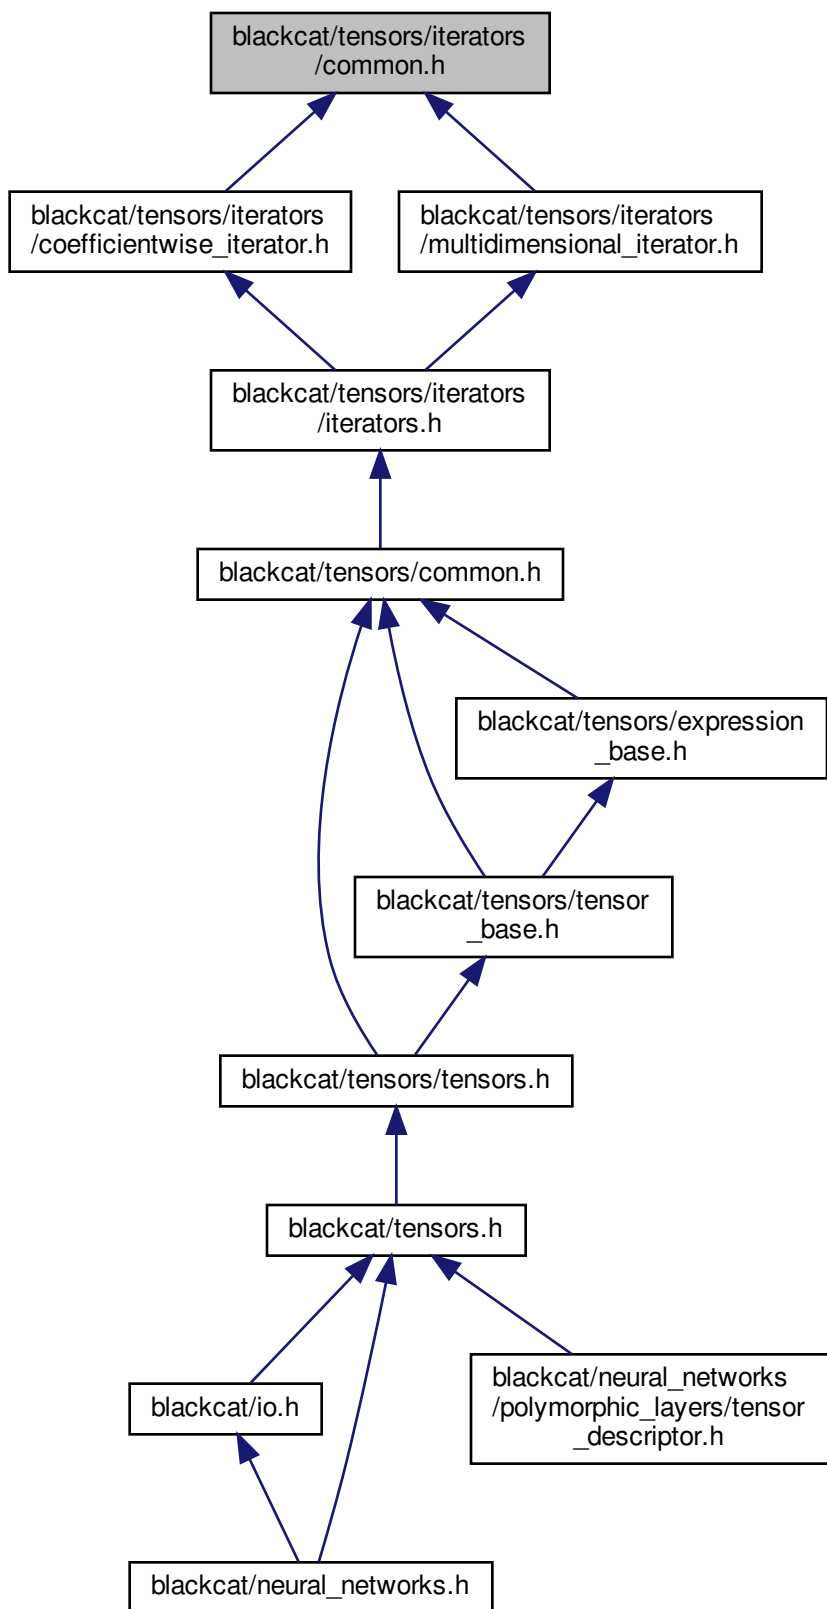 blackcat/tensors/iterators
/common.h
blackcat/tensors/iterators
/coefficientwise_iterator.h
blackcat/tensors/iterators
/multidimensional_iterator.h
blackcat/tensors/iterators
/iterators.h
blackcat/tensors/common.h
blackcat/tensors/expression
_base.h
blackcat/tensors/tensor
_base.h
blackcat/tensors/tensors.h
blackcat/tensors.h
blackcat/io.h
blackcat/neural_networks
/polymorphic_layers/tensor
_descriptor.h
blackcat/neural_networks.h